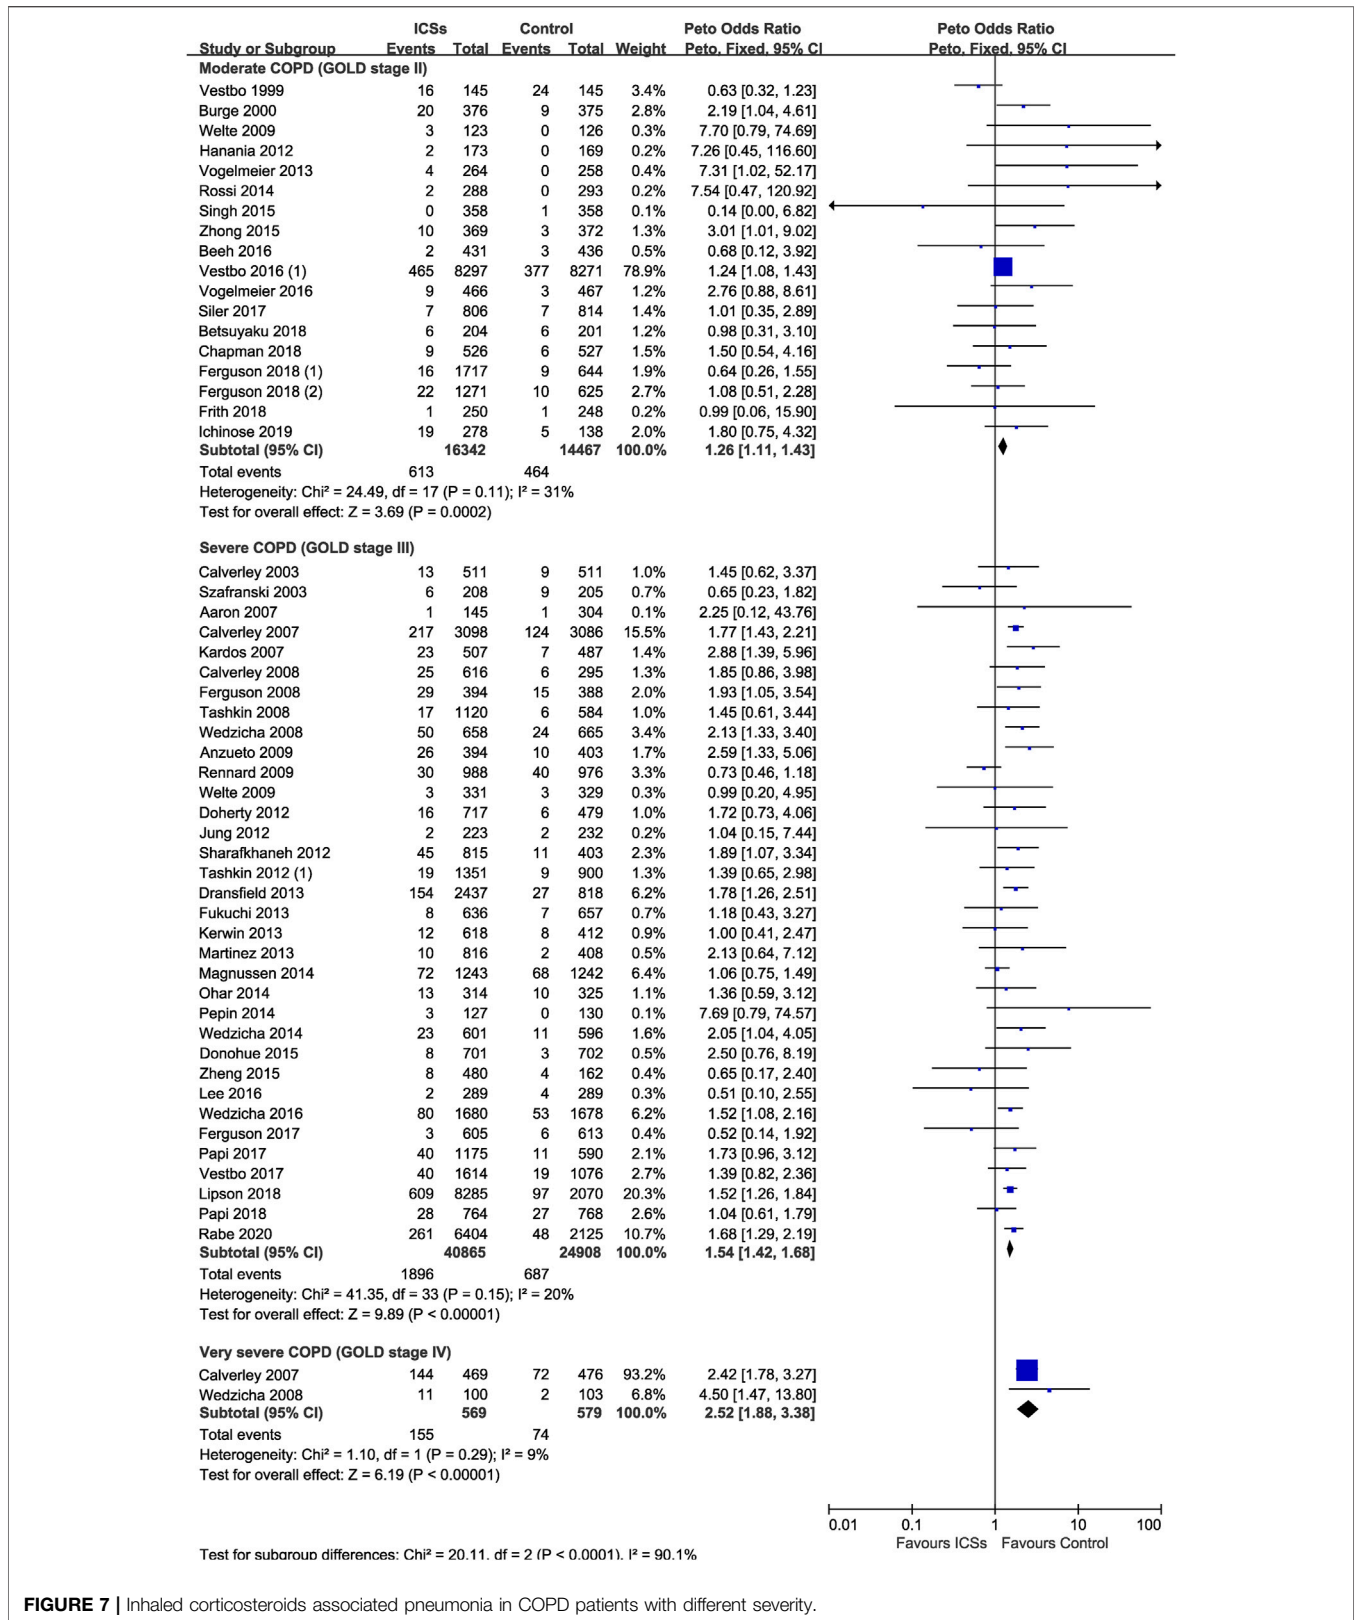 ICSs Control Peto Odds Ratio Peto Odds Ratio
Study or Subgroup Events Total Events Total Weight Peto, Fixed, 95% CI Peto, Fixed, 95% CI
Moderate COPD (GOLD stage II)
Vestbo 1999 16 145 24 145 3.4% 0.63 [0.32, 1.23]
Burge 2000 20 376 9 375 2.8% 2.19 [1.04, 4.61]
Welte 2009 3 123 0 126 0.3% 7.70 [0.79, 74.69]
Hanania 2012 2 173 0 169 0.2% 7.26 [0.45, 116.60]
Vogelmeier 2013 4 264 0 258 0.4% 7.31 [1.02, 52.17]
Rossi 2014 2 288 0 293 0.2% 7.54 [0.47, 120.92]
Singh 2015 0 358 1 358 0.1% 0.14 [0.00, 6.82]
Zhong 2015 10 369 3 372 1.3% 3.01 [1.01, 9.02]
Beeh 2016 2 431 3 436 0.5% 0.68 [0.12, 3.92]
Vestbo 2016 (1) 465 8297 377 8271 78.9% 1.24 [1.08, 1.43]
Vogelmeier 2016 9 466 3 467 1.2% 2.76 [0.88, 8.61]
Siler 2017 7 806 7 814 1.4% 1.01 [0.35, 2.89]
Betsuyaku 2018 6 204 6 201 1.2% 0.98 [0.31, 3.10]
Chapman 2018 9 526 6 527 1.5% 1.50 [0.54, 4.16]
Ferguson 2018 (1) 16 1717 9 644 1.9% 0.64 [0.26, 1.55]
Ferguson 2018 (2) 22 1271 10 625 2.7% 1.08 [0.51, 2.28]
Frith 2018 1 250 1 248 0.2% 0.99 [0.06, 15.90]
Ichinose 2019 19 278 5 138 2.0% 1.80 [0.75, 4.32]
Subtotal (95% CI) 16342 14467 100.0% 1.26 [1.11, 1.43]
Total events 613 464
Heterogeneity: Chi² = 24.49, df = 17 (P = 0.11); I² = 31%
Test for overall effect: Z = 3.69 (P = 0.0002)
Severe COPD (GOLD stage III)
Calverley 2003 13 511 9 511 1.0% 1.45 [0.62, 3.37]
Szafranski 2003 6 208 9 205 0.7% 0.65 [0.23, 1.82]
Aaron 2007 1 145 1 304 0.1% 2.25 [0.12, 43.76]
Calverley 2007 217 3098 124 3086 15.5% 1.77 [1.43, 2.21]
Kardos 2007 23 507 7 487 1.4% 2.88 [1.39, 5.96]
Calverley 2008 25 616 6 295 1.2% 1.85 [0.86, 3.98]
Ferguson 2008 29 394 15 388 2.0% 1.93 [1.05, 3.54]
Tashkin 2008 17 1120 6 584 1.0% 1.45 [0.61, 3.44]
Wedzicha 2008 50 658 24 665 3.4% 2.13 [1.33, 3.40]
Anzueto 2009 26 394 10 403 1.7% 2.59 [1.33, 5.06]
Rennard 2009 30 988 40 976 3.3% 0.73 [0.46, 1.18]
Welte 2009 3 331 3 329 0.3% 0.99 [0.20, 4.95]
Doherty 2012 16 717 6 479 1.0% 1.72 [0.73, 4.06]
Jung 2012 2 223 2 232 0.2% 1.04 [0.15, 7.44]
Sharafkhaneh 2012 45 815 11 403 2.3% 1.89 [1.07, 3.34]
Tashkin 2012 (1) 19 1351 9 900 1.3% 1.39 [0.65, 2.98]
Dransfield 2013 154 2437 27 818 6.2% 1.78 [1.26, 2.51]
Fukuchi 2013 8 636 7 657 0.7% 1.18 [0.43, 3.27]
Kerwin 2013 12 618 8 412 0.9% 1.00 [0.41, 2.47]
Martinez 2013 10 816 2 408 0.5% 2.13 [0.64, 7.12]
Magnussen 2014 72 1243 68 1242 6.4% 1.06 [0.75, 1.49]
Ohar 2014 13 314 10 325 1.1% 1.36 [0.59, 3.12]
Pepin 2014 3 127 0 130 0.1% 7.69 [0.79, 74.57]
Wedzicha 2014 23 601 11 596 1.6% 2.05 [1.04, 4.05]
Donohue 2015 8 701 3 702 0.5% 2.50 [0.76, 8.19]
Zheng 2015 8 480 4 162 0.4% 0.65 [0.17, 2.40]
Lee 2016 2 289 4 289 0.3% 0.51 [0.10, 2.55]
Wedzicha 2016 80 1680 53 1678 6.2% 1.52 [1.08, 2.16]
Ferguson 2017 3 605 6 613 0.4% 0.52 [0.14, 1.92]
Papi 2017 40 1175 11 590 2.1% 1.73 [0.96, 3.12]
Vestbo 2017 40 1614 19 1076 2.7% 1.39 [0.82, 2.36]
Lipson 2018 609 8285 97 2070 20.3% 1.52 [1.26, 1.84]
Papi 2018 28 764 27 768 2.6% 1.04 [0.61, 1.79]
Rabe 2020 261 6404 48 2125 10.7% 1.68 [1.29, 2.19]
Subtotal (95% CI) 40865 24908 100.0% 1.54 [1.42, 1.68]
Total events 1896 687
Heterogeneity: Chi² = 41.35, df = 33 (P = 0.15); I² = 20%
Test for overall effect: Z = 9.89 (P < 0.00001)
Very severe COPD (GOLD stage IV)
Calverley 2007 144 469 72 476 93.2% 2.42 [1.78, 3.27]
Wedzicha 2008 11 100 2 103 6.8% 4.50 [1.47, 13.80]
Subtotal (95% CI) 569 579 100.0% 2.52 [1.88, 3.38]
Total events 155 74
Heterogeneity: Chi² = 1.10, df = 1 (P = 0.29); I² = 9%
Test for overall effect: Z = 6.19 (P < 0.00001)
0.01 0.1 1 10 100
Favours ICSs Favours Control
Test for subgroup differences: Chi² = 20.11, df = 2 (P < 0.0001), I² = 90.1%
FIGURE 7 | Inhaled corticosteroids associated pneumonia in COPD patients with different severity.